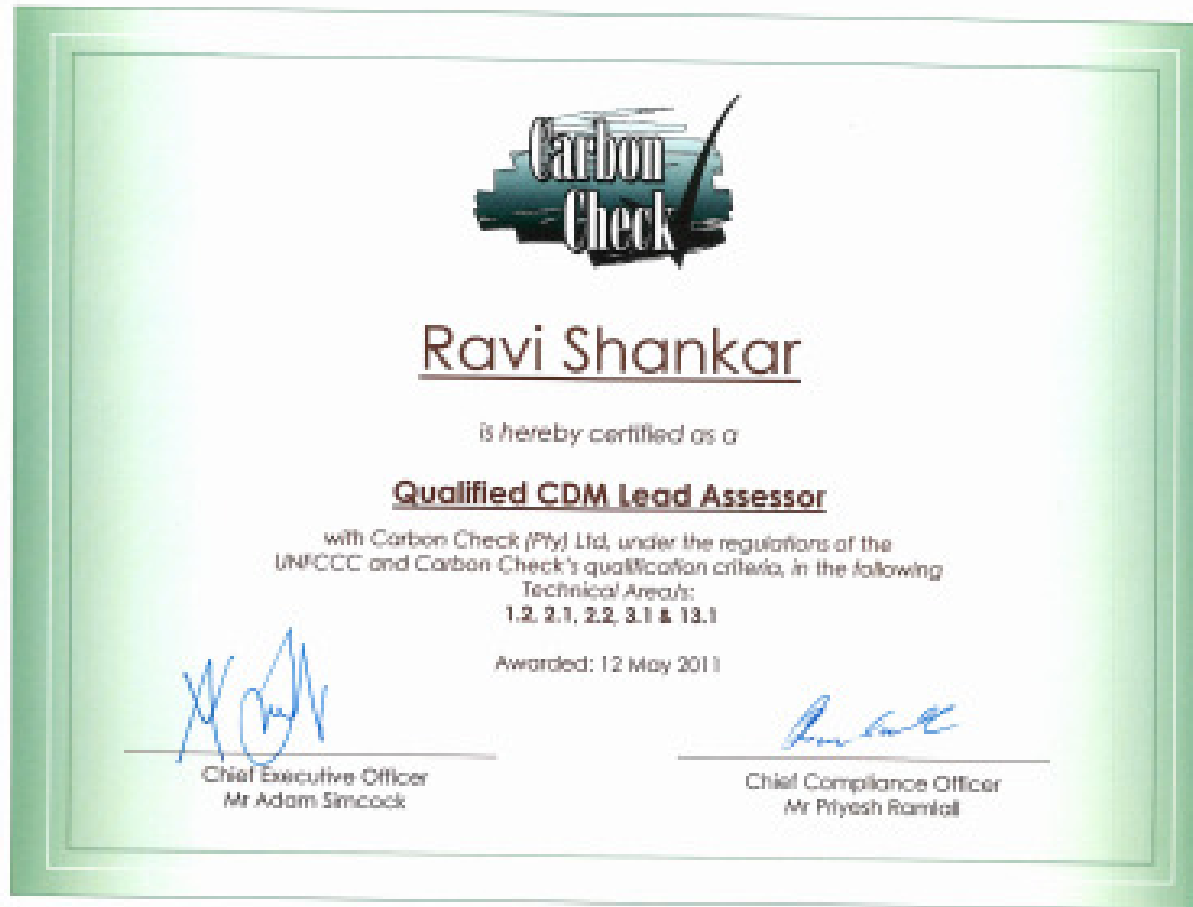 Carbon
Check
Ravi Shankar
is hereby certified as a
Qualified CDM Lead Assessor
with Carbon Check (Pty) Ltd, under the regulations of the
UNFCCC and Carbon Check's qualification criteria, in the following
Technical Area/s:
1.2, 2.1, 2.2, 3.1 & 13.1
Awarded: 12 May 2011
Chief Executive Officer
Mr Adam Simcock
Chief Compliance Officer
Mr Priyesh Ramlall